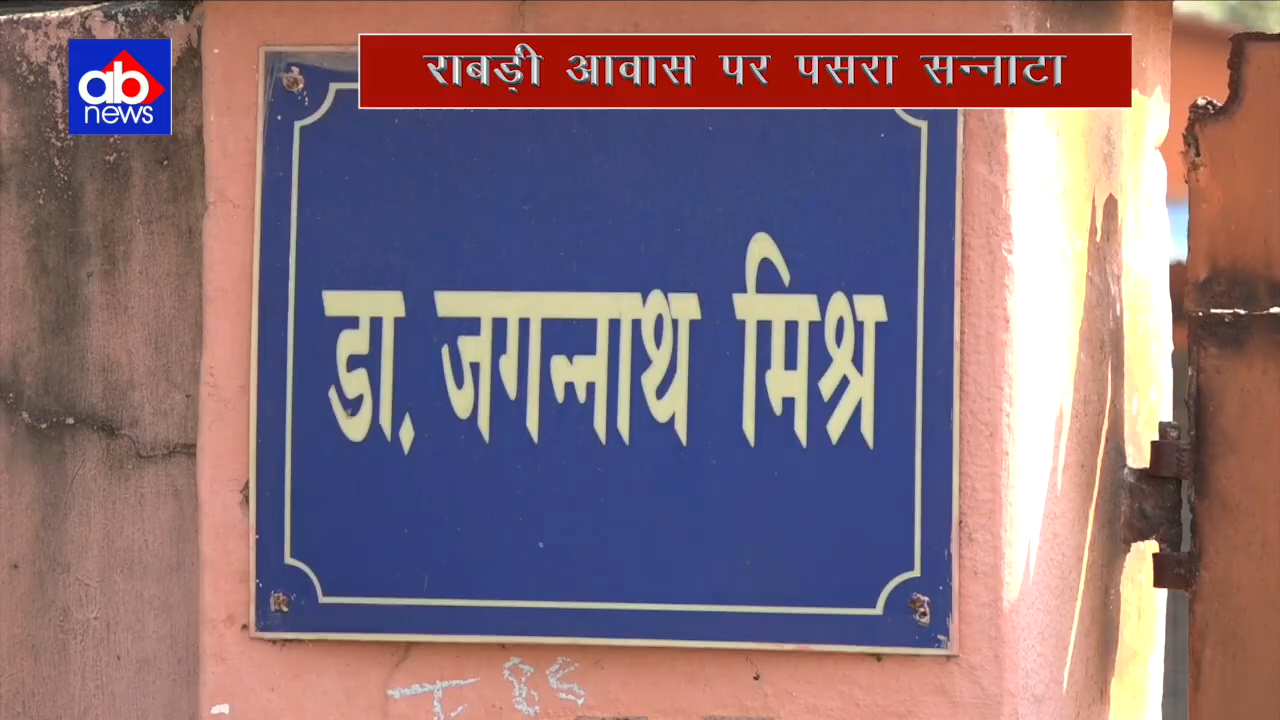 राबड़ी आवास पर पसरा सन्नाटा
ab
news
डा. जगन्नाथ मिश्र